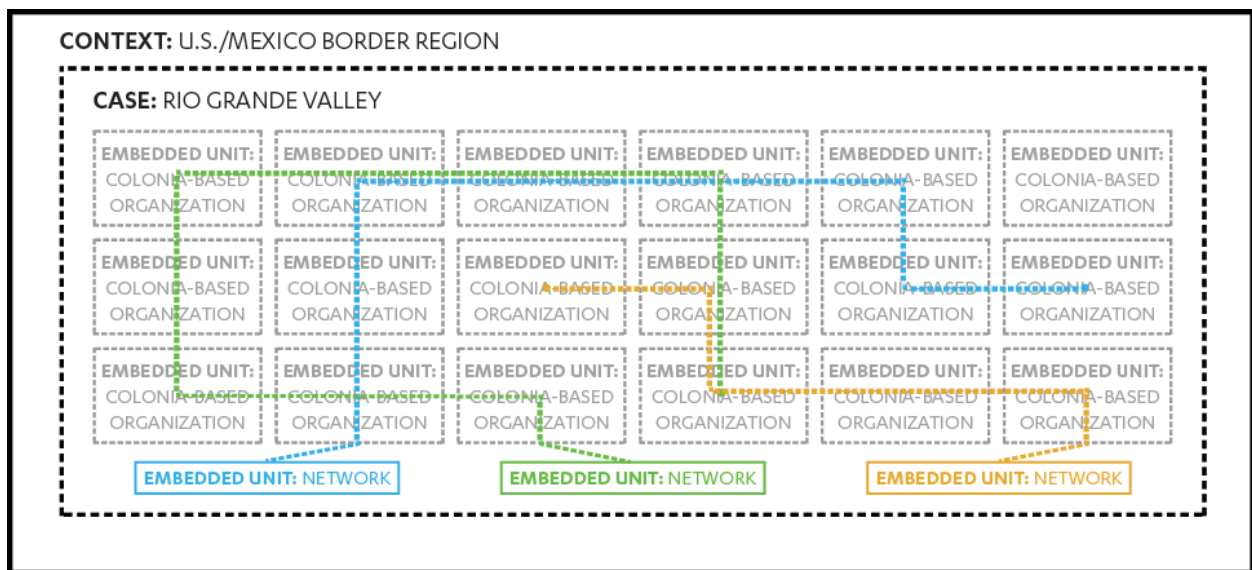 CONTEXT: U.S./MEXICO BORDER REGION
CASE: RIO GRANDE VALLEY
EMBEDDED UNIT: EMBEDDED UNIT: EMBEDDED UNIT: EMBEDDED UNIT: EMBEDDED UNIT: EMBEDDED UNIT:
COLONIA-BASED COLONIA-BASED COLONIA-BASED COLONIA-BASED COLONIA-BASED COLONIA-BASED
ORGANIZATION ORGANIZATION ORGANIZATION ORGANIZATION ORGANIZATION ORGANIZATION
EMBEDDED UNIT: EMBEDDED UNIT: EMBEDDED UNIT: EMBEDDED UNIT: EMBEDDED UNIT: EMBEDDED UNIT:
COLONIA-BASED COLONIA-BASED COLONIA-BASED COLONIA-BASED COLONIA-BASED COLONIA-BASED
ORGANIZATION ORGANIZATION ORGANIZATION ORGANIZATION ORGANIZATION ORGANIZATION
EMBEDDED UNIT: EMBEDDED UNIT: EMBEDDED UNIT: EMBEDDED UNIT: EMBEDDED UNIT: EMBEDDED UNIT:
COLONIA-BASED COLONIA-BASED COLONIA-BASED COLONIA-BASED COLONIA-BASED COLONIA-BASED
ORGANIZATION ORGANIZATION ORGANIZATION ORGANIZATION ORGANIZATION ORGANIZATION
EMBEDDED UNIT: NETWORK EMBEDDED UNIT: NETWORK EMBEDDED UNIT: NETWORK